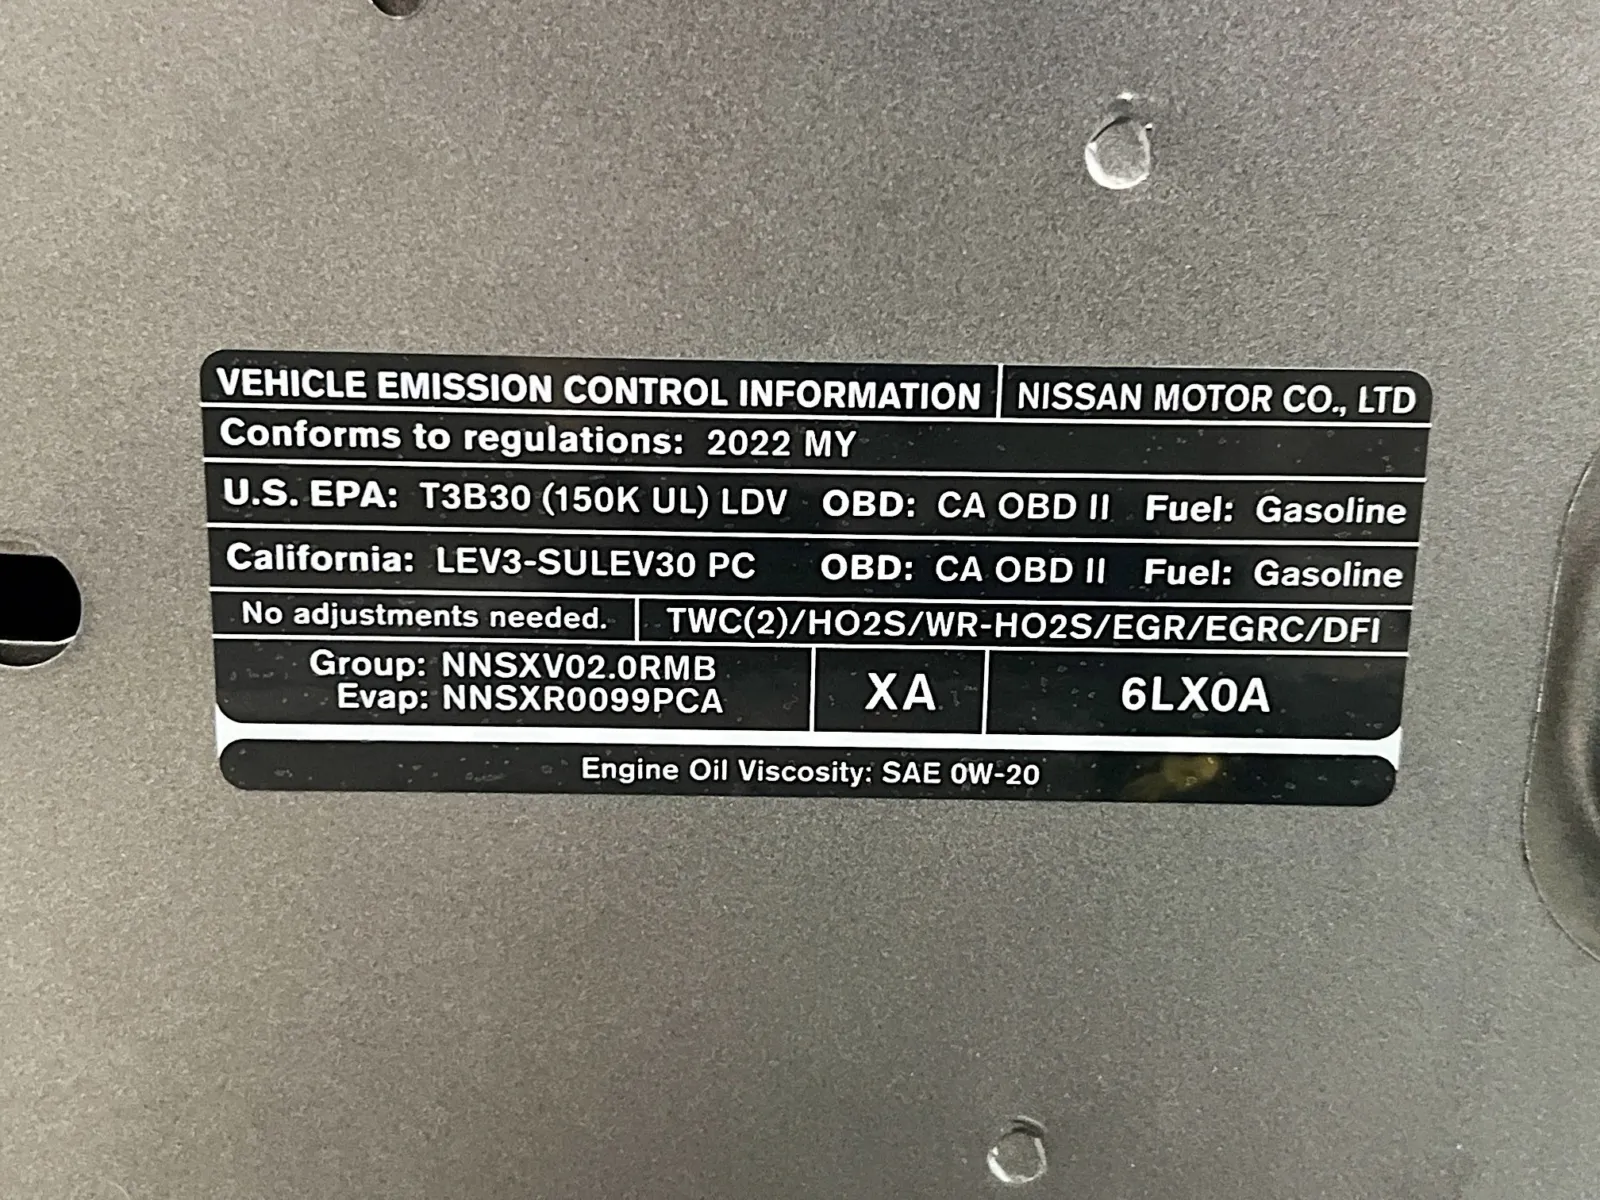 VEHICLE EMISSION CONTROL INFORMATION NISSAN MOTOR CO., LTD
Conforms to regulations: 2022 MY
U.S. EPA: T3B30 (150K UL) LDV OBD: CA OBD II Fuel: Gasoline
California: LEV3-SULEV30 PC OBD: CA OBD II Fuel: Gasoline
No adjustments needed. TWC(2)/HO2S/WR-HO2S/EGR/EGRC/DFI
Group: NNSXV02.0RMB
Evap: NNSXR0099PCA
XA
6LX0A
Engine Oil Viscosity: SAE 0W-20